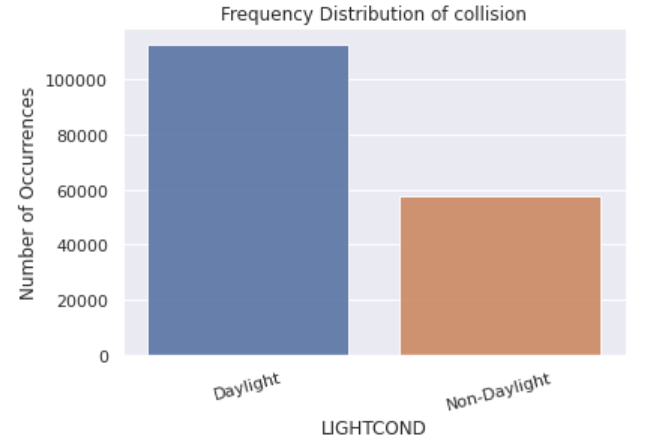 Frequency Distribution of collision
Number of Occurrences
100000
80000
60000
40000
20000
0
Daylight
Non-Daylight
LIGHTCOND